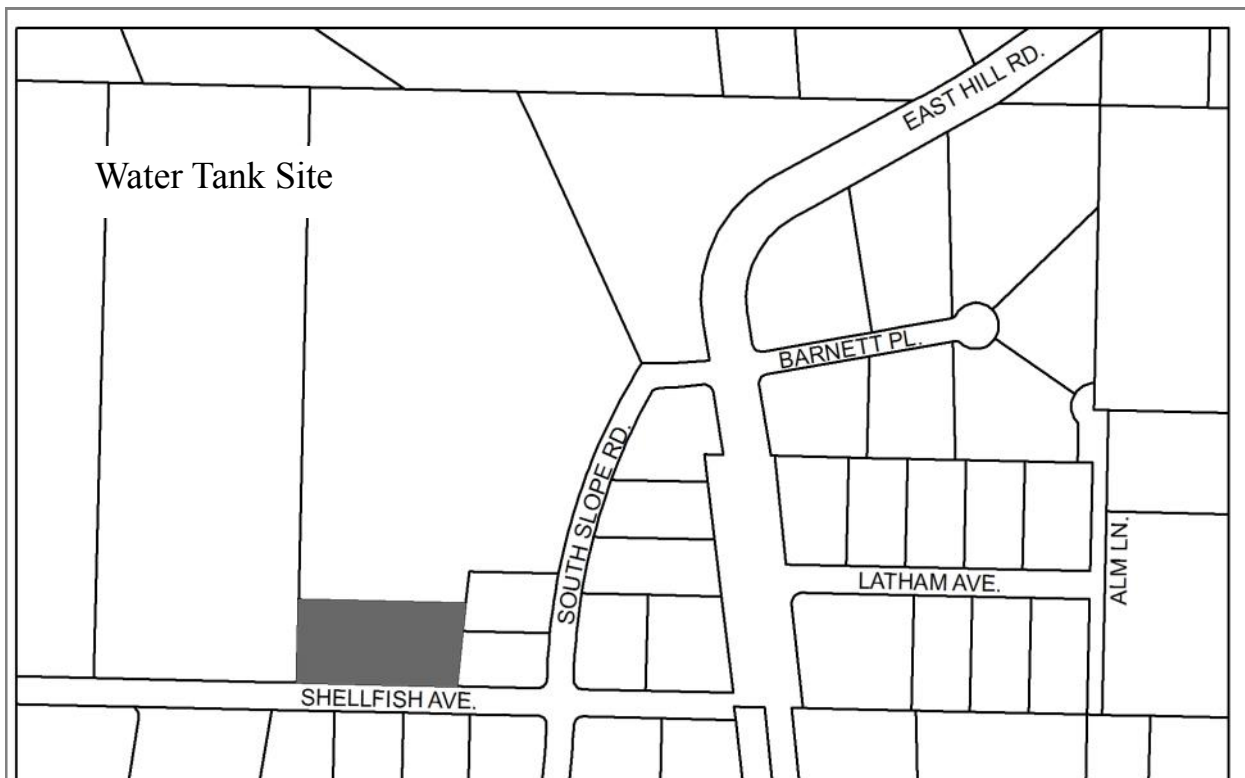 EAST HILL RD.
Water Tank Site
BARNETT PL.
SOUTH SLOPE RD.
ALM LN.
LATHAM AVE.
SHELLFISH AVE.